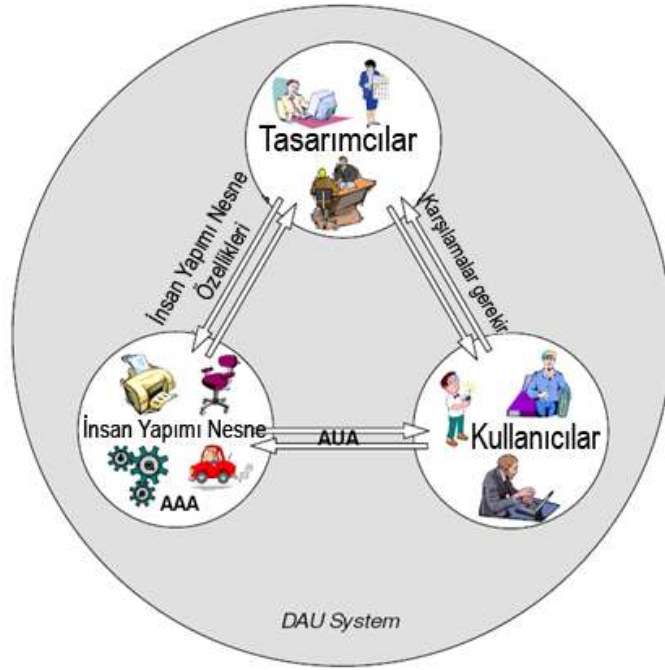 Tasarımcılar
İnsan Yapımı Nesne
Özellikleri
Karşılamalar gerekir
İnsan Yapımı Nesne
AAA
AUA
Kullanıcılar
DAU System